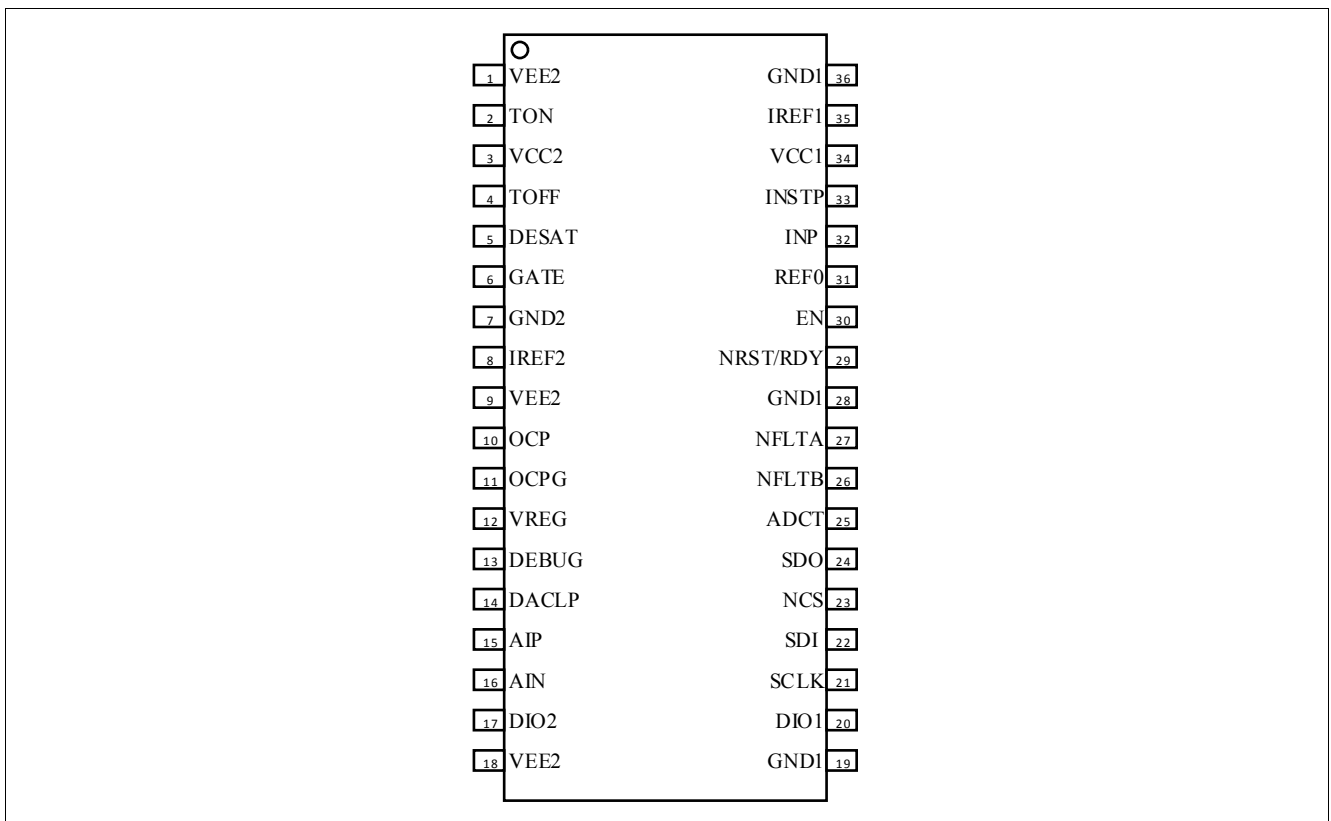 1 VEE2 GND1 36
2 TON IREF1 35
3 VCC2 VCC1 34
4 TOFF INSTP 33
5 DESAT INP 32
6 GATE REF0 31
7 GND2 EN 30
8 IREF2 NRST/RDY 29
9 VEE2 GND1 28
10 OCP NFLTA 27
11 OCPG NFLTB 26
12 VREG ADCT 25
13 DEBUG SDO 24
14 DACLP NCS 23
15 AIP SDI 22
16 AIN SCLK 21
17 DIO2 DIO1 20
18 VEE2 GND1 19